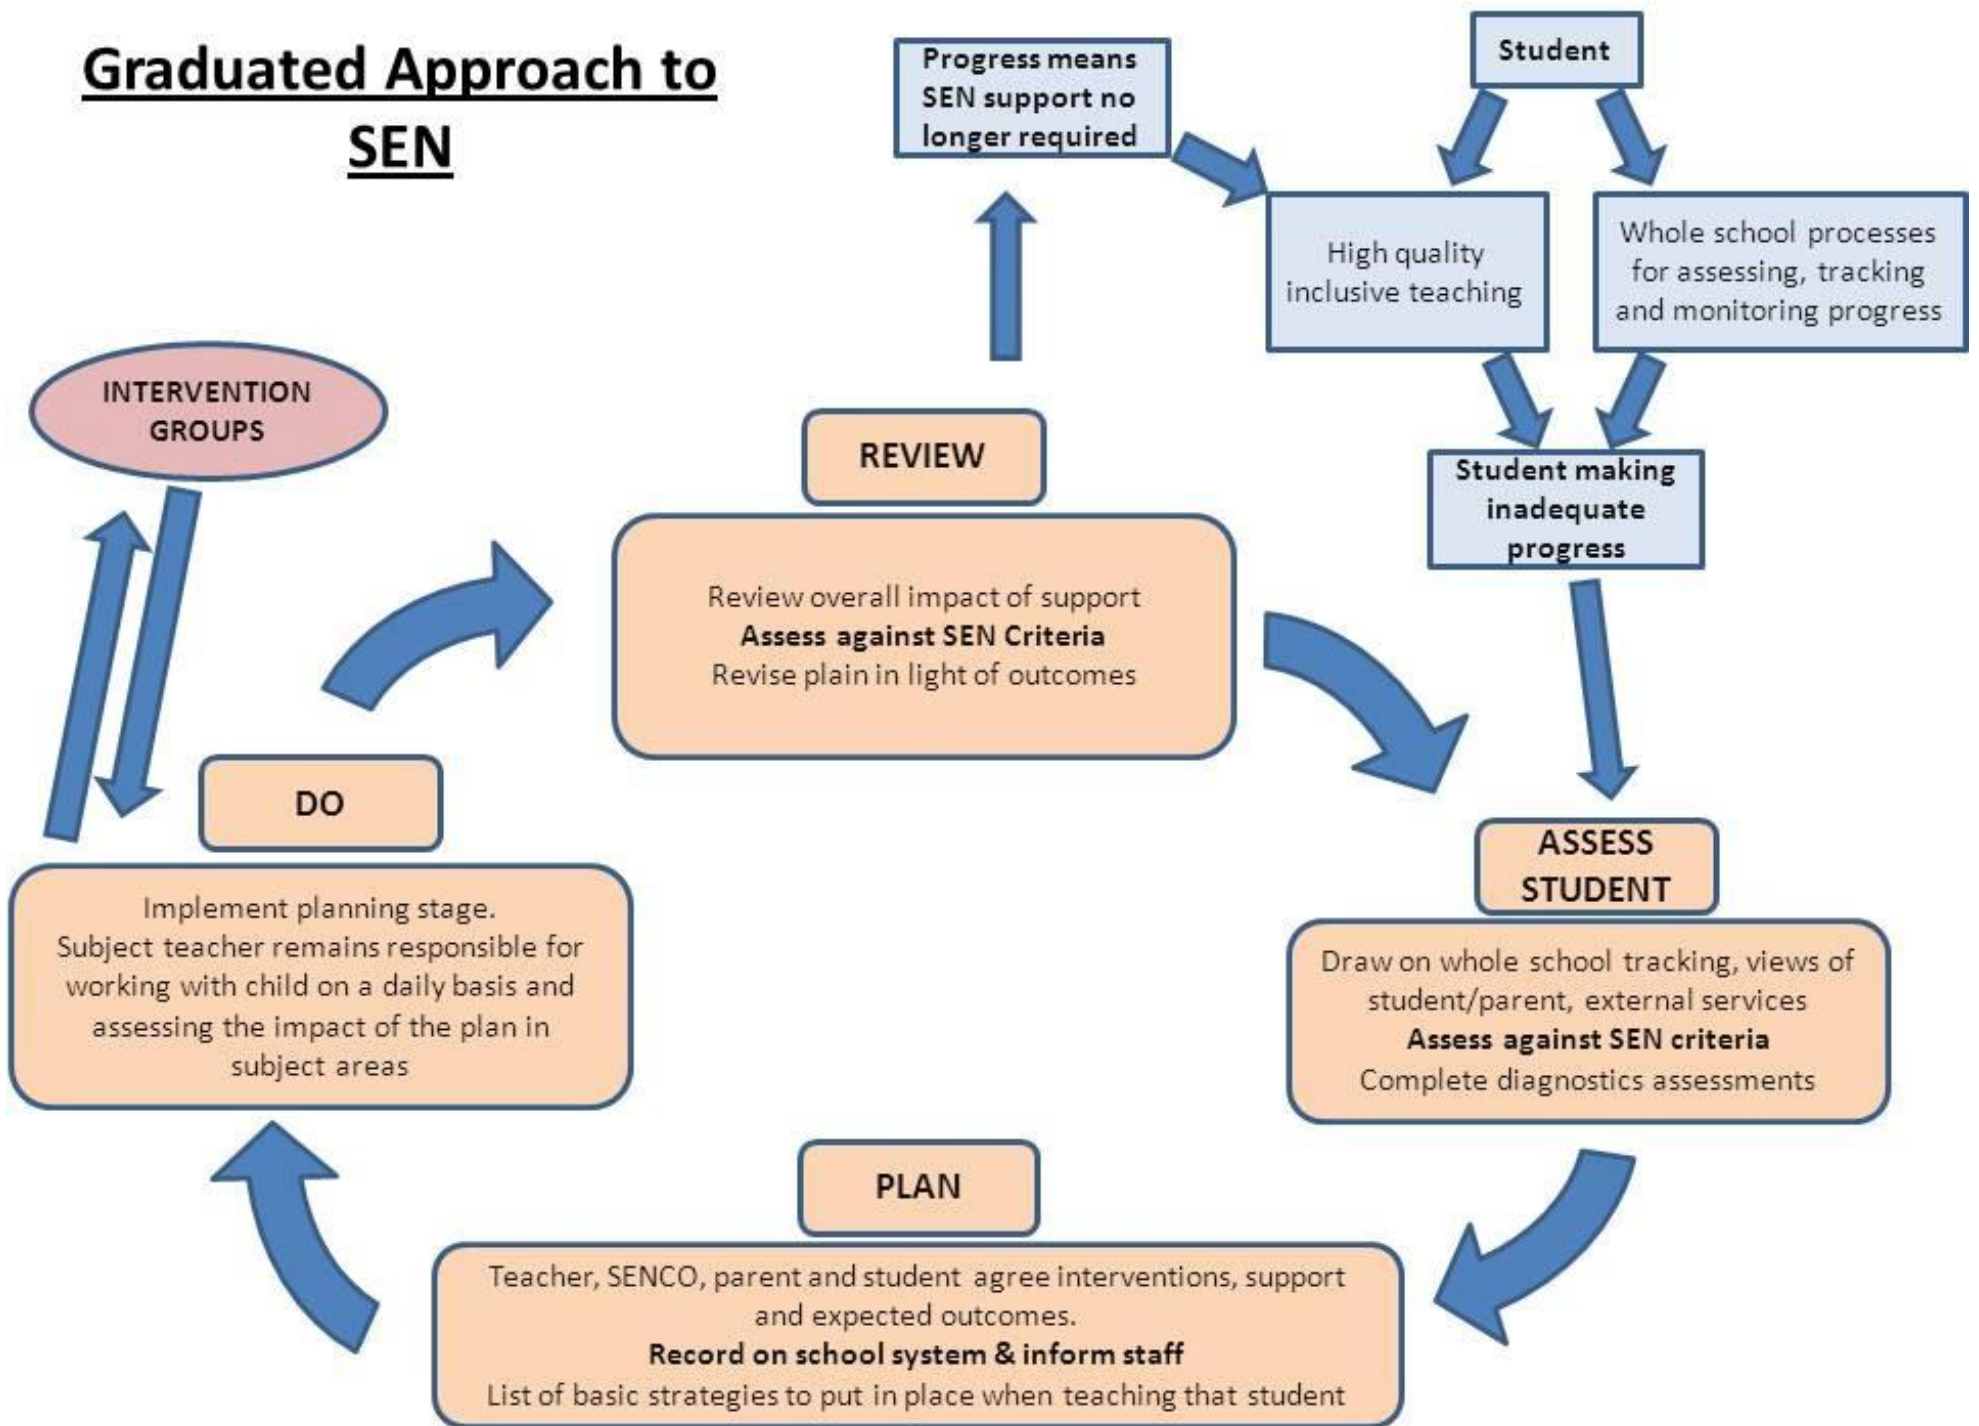 Graduated Approach to
SEN
Progress means
SEN support no
longer required
Student
High quality
inclusive teaching
Whole school processes
for assessing, tracking
and monitoring progress
Student making
inadequate
progress
INTERVENTION
GROUPS
REVIEW
Review overall impact of support
Assess against SEN Criteria
Revise plain in light of outcomes
DO
Implement planning stage.
Subject teacher remains responsible for
working with child on a daily basis and
assessing the impact of the plan in
subject areas
ASSESS
STUDENT
Draw on whole school tracking, views of
student/parent, external services
Assess against SEN criteria
Complete diagnostics assessments
PLAN
Teacher, SENCO, parent and student agree interventions, support
and expected outcomes.
Record on school system & inform staff
List of basic strategies to put in place when teaching that student